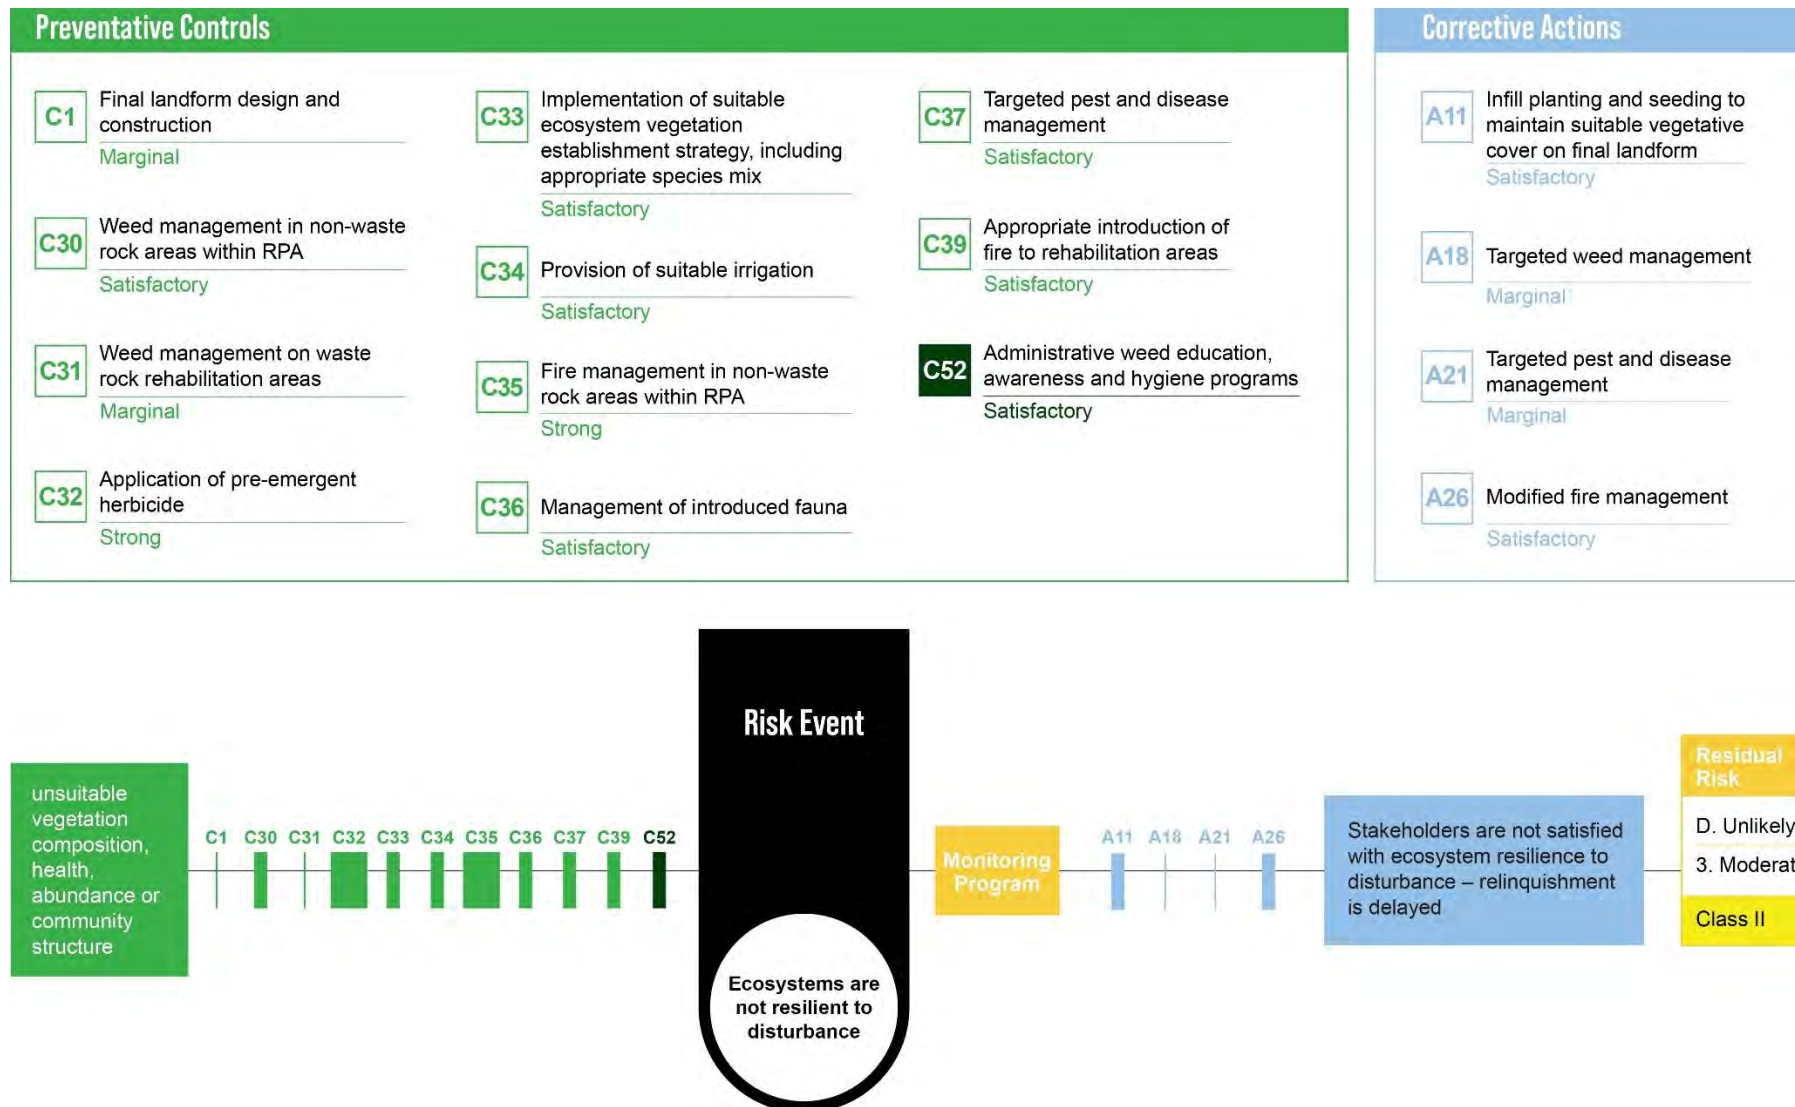 Preventative Controls
C1
Final landform design and
construction
Marginal
C30
Weed management in non-waste
rock areas within RPA
Satisfactory
C31
Weed management on waste
rock rehabilitation areas
Marginal
C32
Application of pre-emergent
herbicide
Strong
C33
Implementation of suitable
ecosystem vegetation
establishment strategy, including
appropriate species mix
Satisfactory
C34
Provision of suitable irrigation
Satisfactory
C35
Fire management in non-waste
rock areas within RPA
Strong
C36
Management of introduced fauna
Satisfactory
C37
Targeted pest and disease
management
Satisfactory
C39
Appropriate introduction of
fire to rehabilitation areas
Satisfactory
C52
Administrative weed education,
awareness and hygiene programs
Satisfactory
Corrective Actions
A11
Infill planting and seeding to
maintain suitable vegetative
cover on final landform
Satisfactory
A18
Targeted weed management
Marginal
A21
Targeted pest and disease
management
Marginal
A26
Modified fire management
Satisfactory
unsuitable
vegetation
composition,
health,
abundance or
community
structure
C1 C30 C31 C32 C33 C34 C35 C36 C37 C39 C52
Risk Event
Ecosystems are
not resilient to
disturbance
Monitoring
Program
A11 A18 A21 A26
Stakeholders are not satisfied
with ecosystem resilience to
disturbance – relinquishment
is delayed
Residual
Risk
D. Unlikely
3. Moderat
Class II